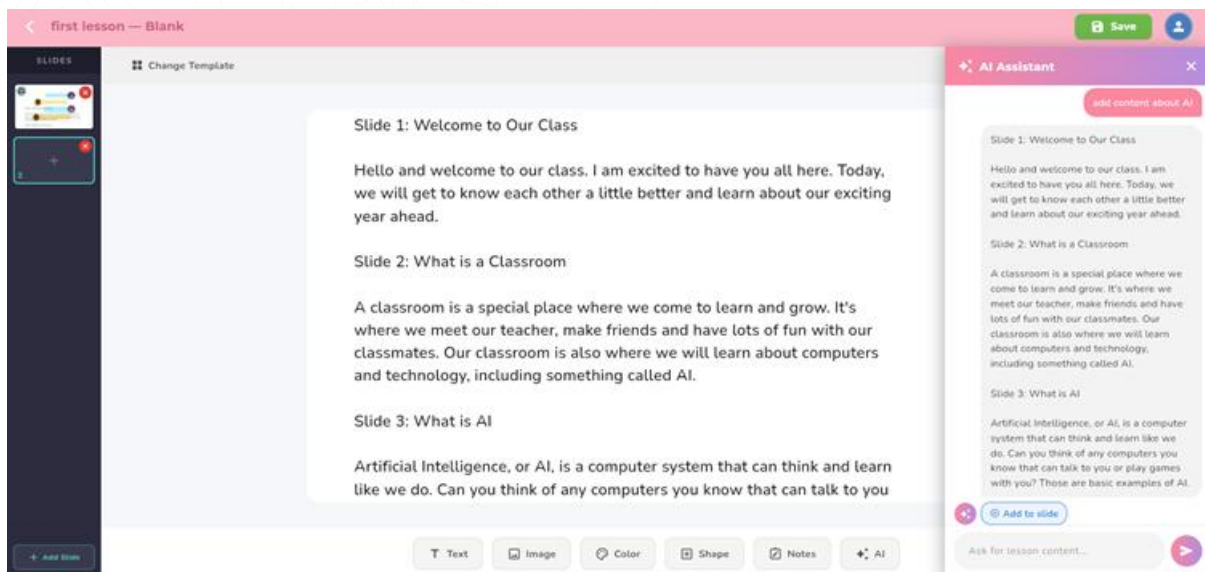 first lesson — Blank
Save
SLIDES
Change Template
AI Assistant
add content about AI
2
Slide 1: Welcome to Our Class
Hello and welcome to our class. I am excited to have you all here. Today,
we will get to know each other a little better and learn about our exciting
year ahead.
Slide 2: What is a Classroom
A classroom is a special place where we come to learn and grow. It's
where we meet our teacher, make friends and have lots of fun with our
classmates. Our classroom is also where we will learn about computers
and technology, including something called AI.
Slide 3: What is AI
Artificial Intelligence, or AI, is a computer system that can think and learn
like we do. Can you think of any computers you know that can talk to you
Slide 1: Welcome to Our Class
Hello and welcome to our class. I am
excited to have you all here. Today, we
will get to know each other a little better
and learn about our exciting year ahead.
Slide 2: What is a Classroom
A classroom is a special place where we
come to learn and grow. It's where we
meet our teacher, make friends and have
lots of fun with our classmates. Our
classroom is also where we will learn
about computers and technology,
including something called AI.
Slide 3: What is AI
Artificial Intelligence, or AI, is a computer
system that can think and learn like we
do. Can you think of any computers you
know that can talk to you or play games
with you? Those are basic examples of AI.
Add to slide
Ask for lesson content...
+ Add Slide
Text
Image
Color
Shape
Notes
AI